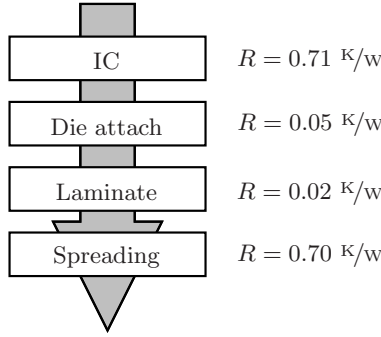 IC R = 0.71 K/W
Die attach R = 0.05 K/W
Laminate R = 0.02 K/W
Spreading R = 0.70 K/W